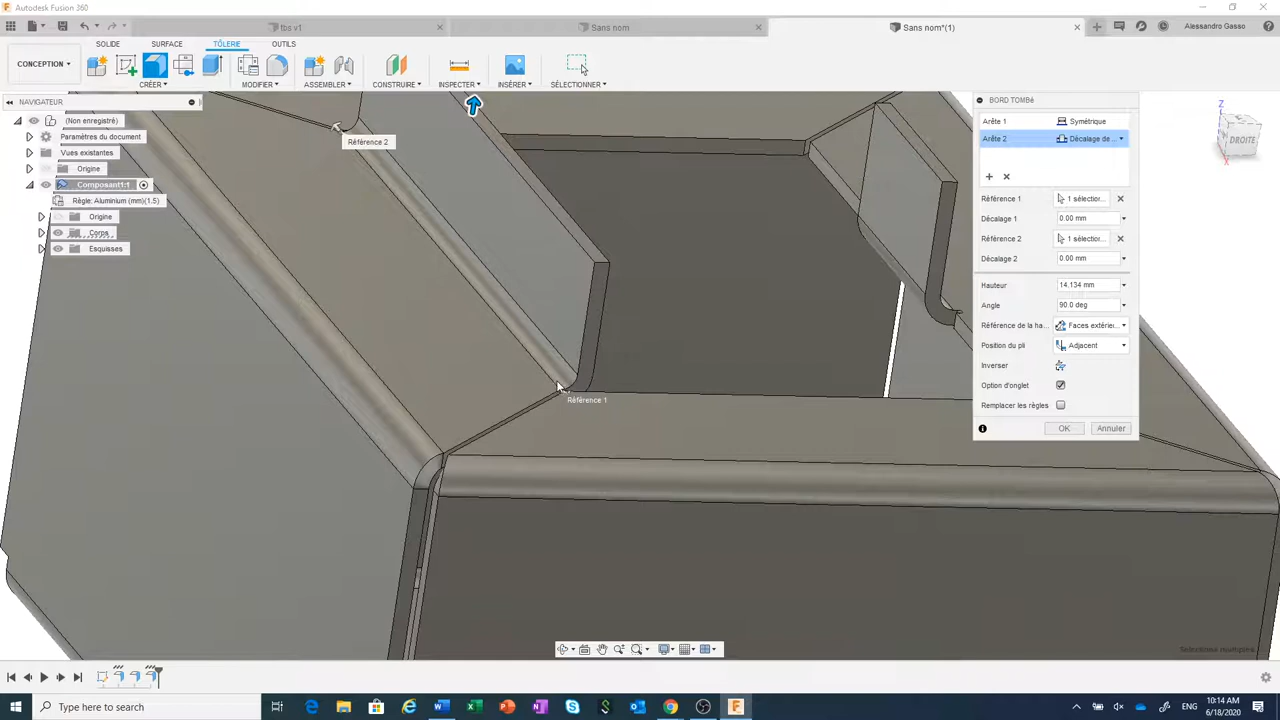 Autodesk Fusion 360
fbs v1
Sans nom
Sans nom*(1)
Alessandro Gasso
CONCEPTION
SOLIDE
SURFACE
TÔLERIE
OUTILS
CRÉER
MODIFIER
ASSEMBLER
CONSTRUIRE
INSPECTER
INSÉRER
SÉLECTIONNER
NAVIGATEUR
(Non enregistré)
Paramètres du document
Vues existantes
Origine
Composant1:1
Règle: Aluminium (mm)(1.5)
Origine
Corps
Esquisses
Référence 2
Référence 1
Z
DROITE
X
BORD TOMBÉ
Arête 1 Symétrique
Arête 2 Décalage de ...
Référence 1 1 sélection...
Décalage 1 0.00 mm
Référence 2 1 sélection...
Décalage 2 0.00 mm
Hauteur 14.134 mm
Angle 90.0 deg
Référence de la ha... Faces extérie...
Position du pli Adjacent
Inverser
Option d'onglet
Remplacer les règles
OK Annuler
Sélections multiples
Type here to search
10:14 AM
6/18/2020